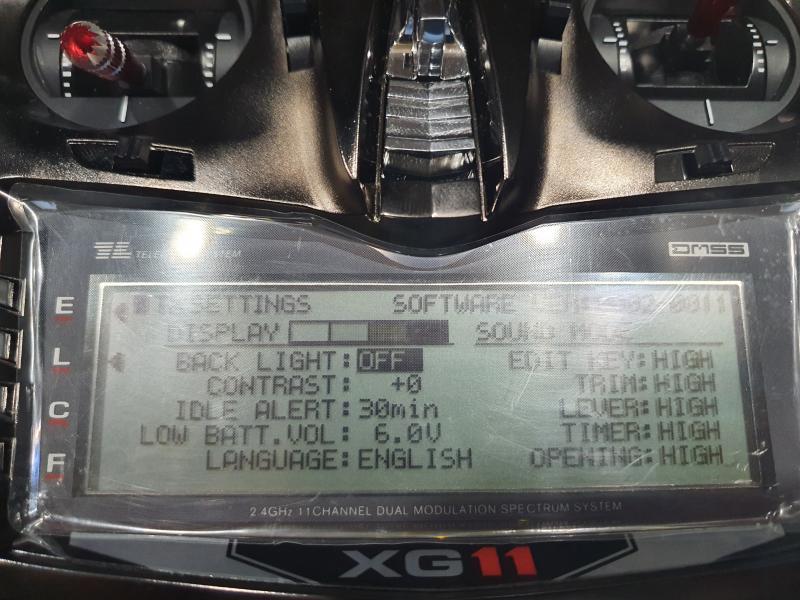 TELE SYSTEM
DMSS
SETTINGS SOFTWARE
DISPLAY SOUND
BACK LIGHT:OFF EDIT KEY:HIGH
CONTRAST: +0 TRIM:HIGH
IDLE ALERT:30min LEVER:HIGH
LOW BATT.VOL: 6.0V TIMER:HIGH
LANGUAGE:ENGLISH OPENING:HIGH
E
L
C
F
2.4GHz 11CHANNEL DUAL MODULATION SPECTRUM SYSTEM
XG11